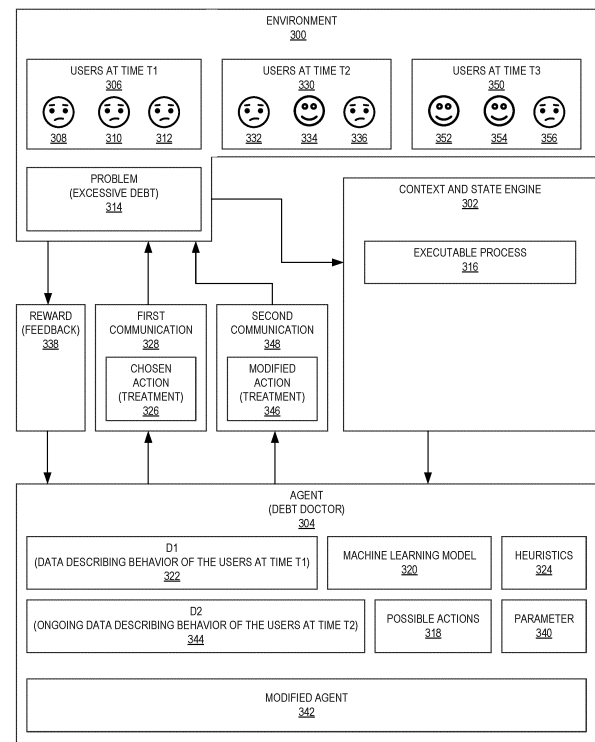 ENVIRONMENT
300
USERS AT TIME T1
306
308
310
312
USERS AT TIME T2
330
332
334
336
USERS AT TIME T3
350
352
354
356
PROBLEM
(EXCESSIVE DEBT)
314
CONTEXT AND STATE ENGINE
302
EXECUTABLE PROCESS
316
REWARD
(FEEDBACK)
338
FIRST
COMMUNICATION
328
CHOSEN
ACTION
(TREATMENT)
326
SECOND
COMMUNICATION
348
MODIFIED
ACTION
(TREATMENT)
346
AGENT
(DEBT DOCTOR)
304
D1
(DATA DESCRIBING BEHAVIOR OF THE USERS AT TIME T1)
322
MACHINE LEARNING MODEL
320
HEURISTICS
324
D2
(ONGOING DATA DESCRIBING BEHAVIOR OF THE USERS AT TIME T2)
344
POSSIBLE ACTIONS
318
PARAMETER
340
MODIFIED AGENT
342